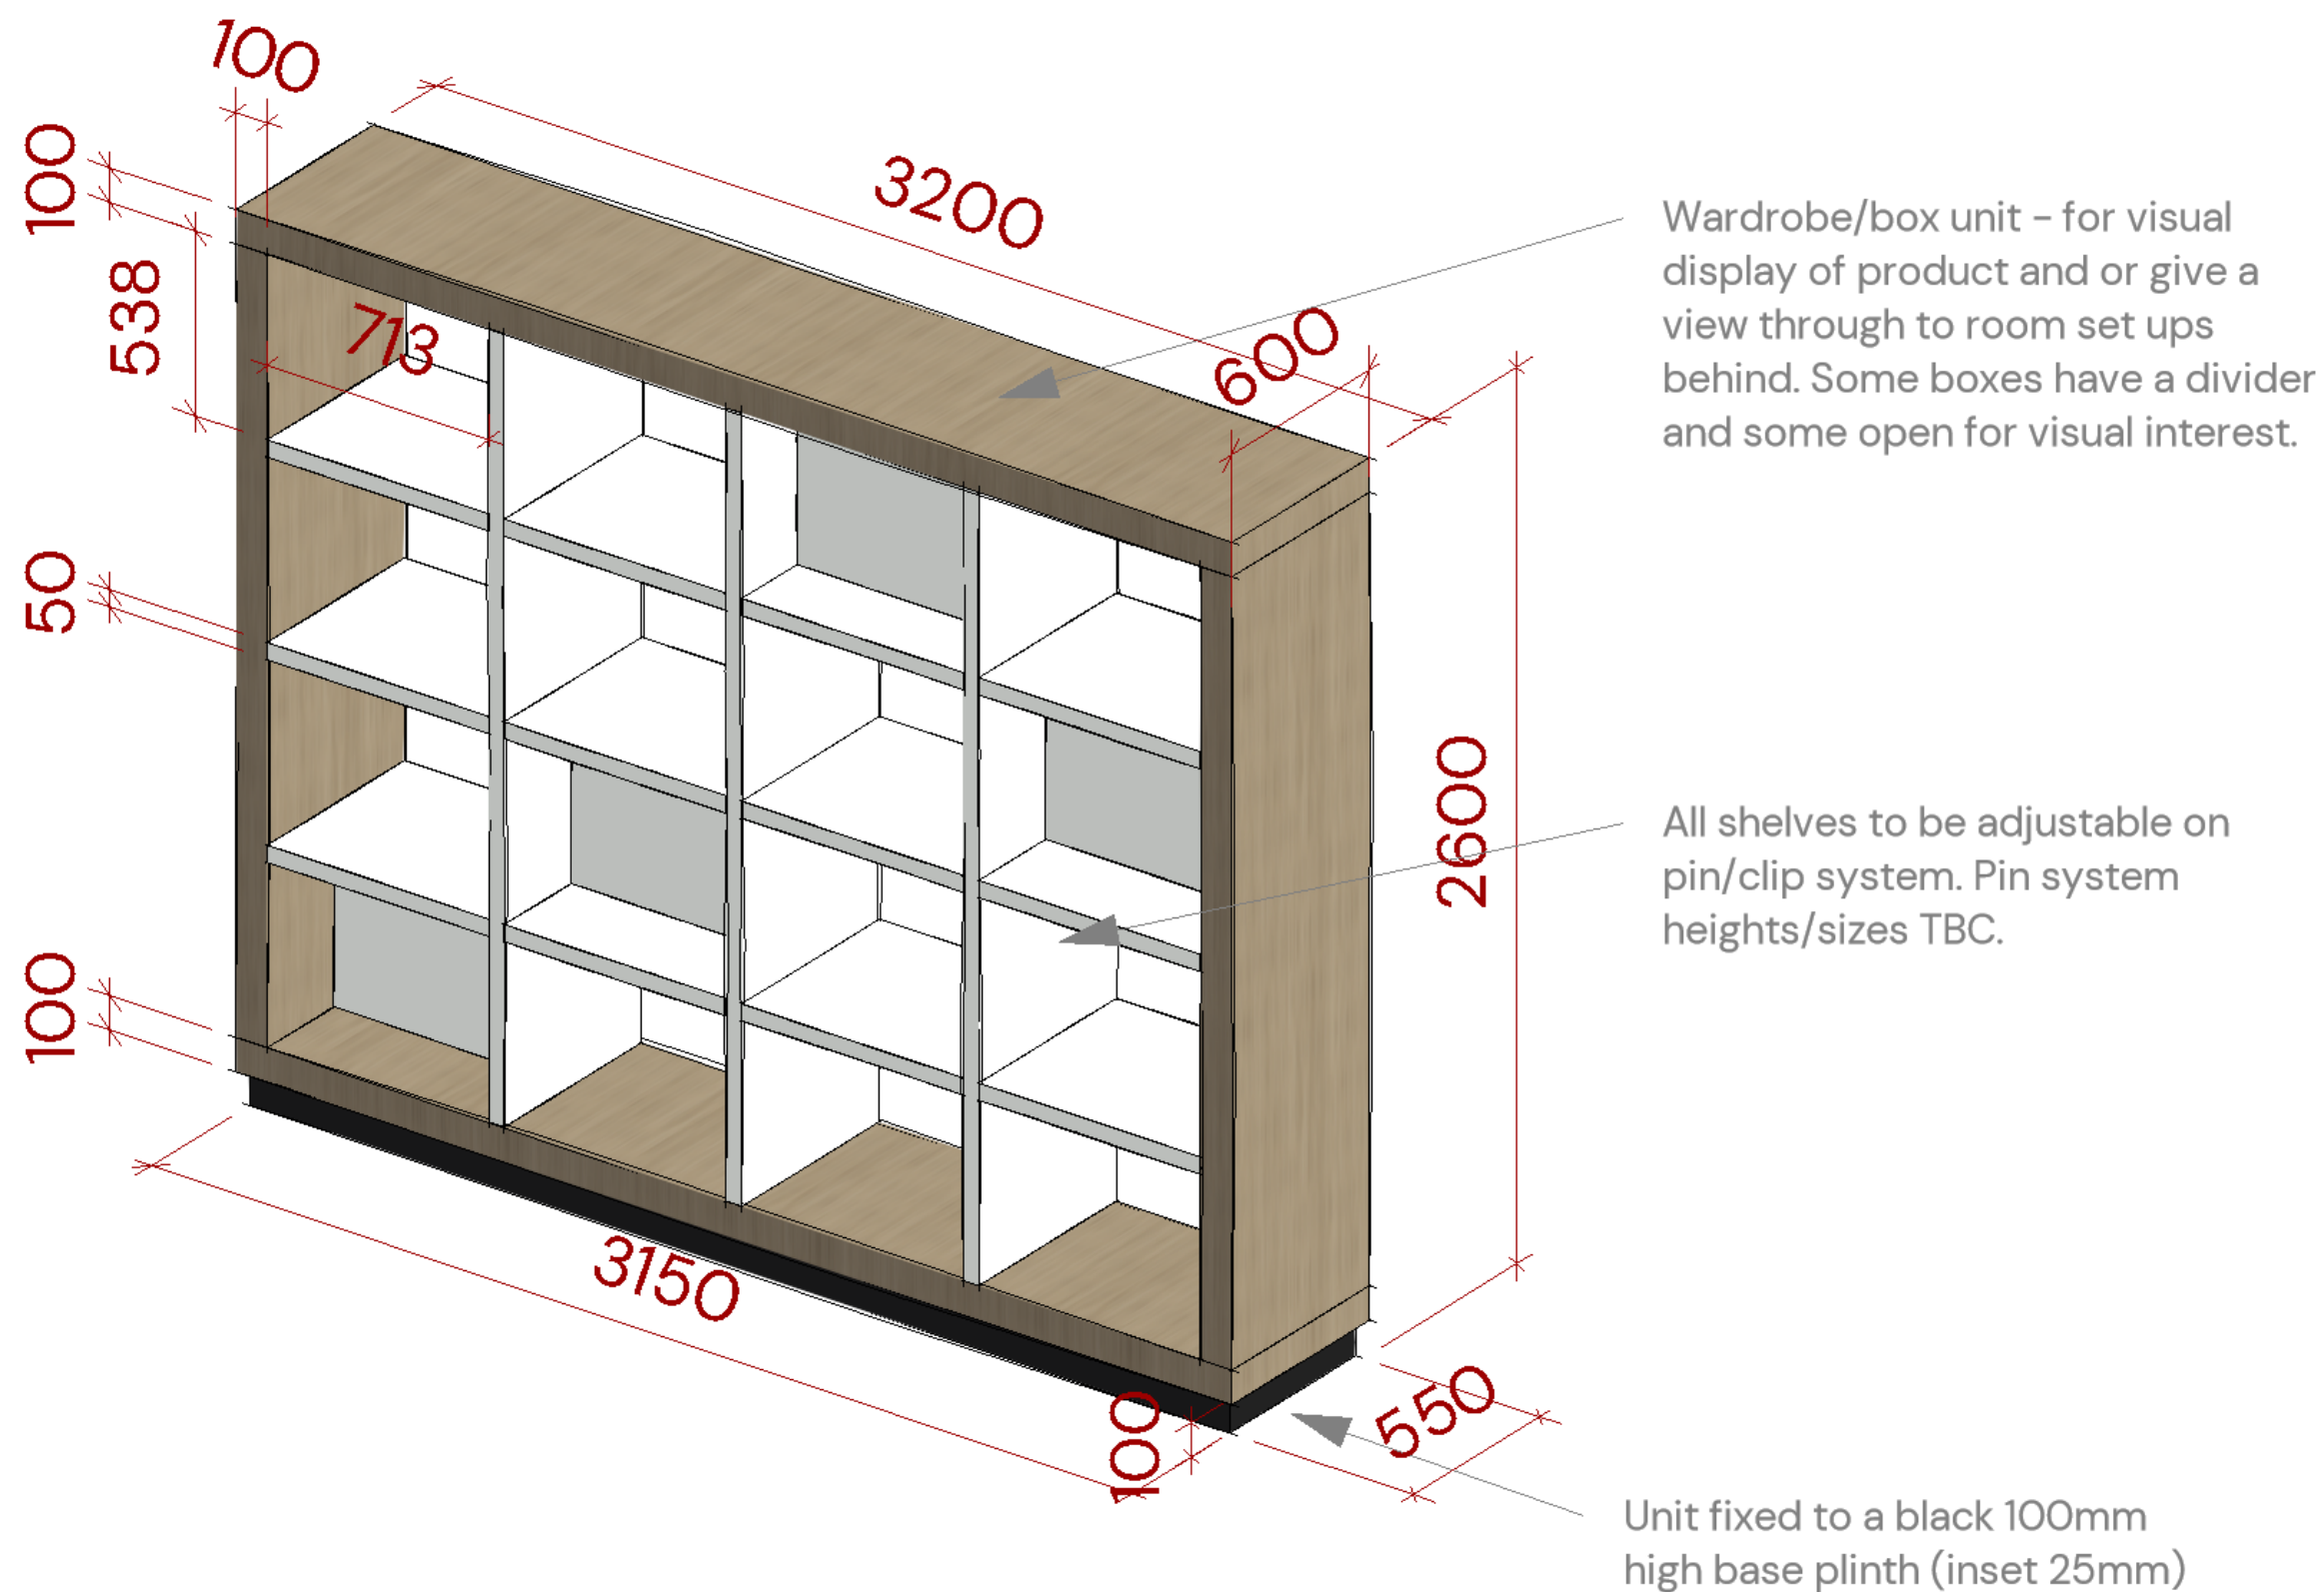 100
100
3200
538
713
600
Wardrobe/box unit – for visual
display of product and or give a
view through to room set ups
behind. Some boxes have a divider
and some open for visual interest.
50
2600
All shelves to be adjustable on
pin/clip system. Pin system
heights/sizes TBC.
100
3150
100
550
Unit fixed to a black 100mm
high base plinth (inset 25mm)